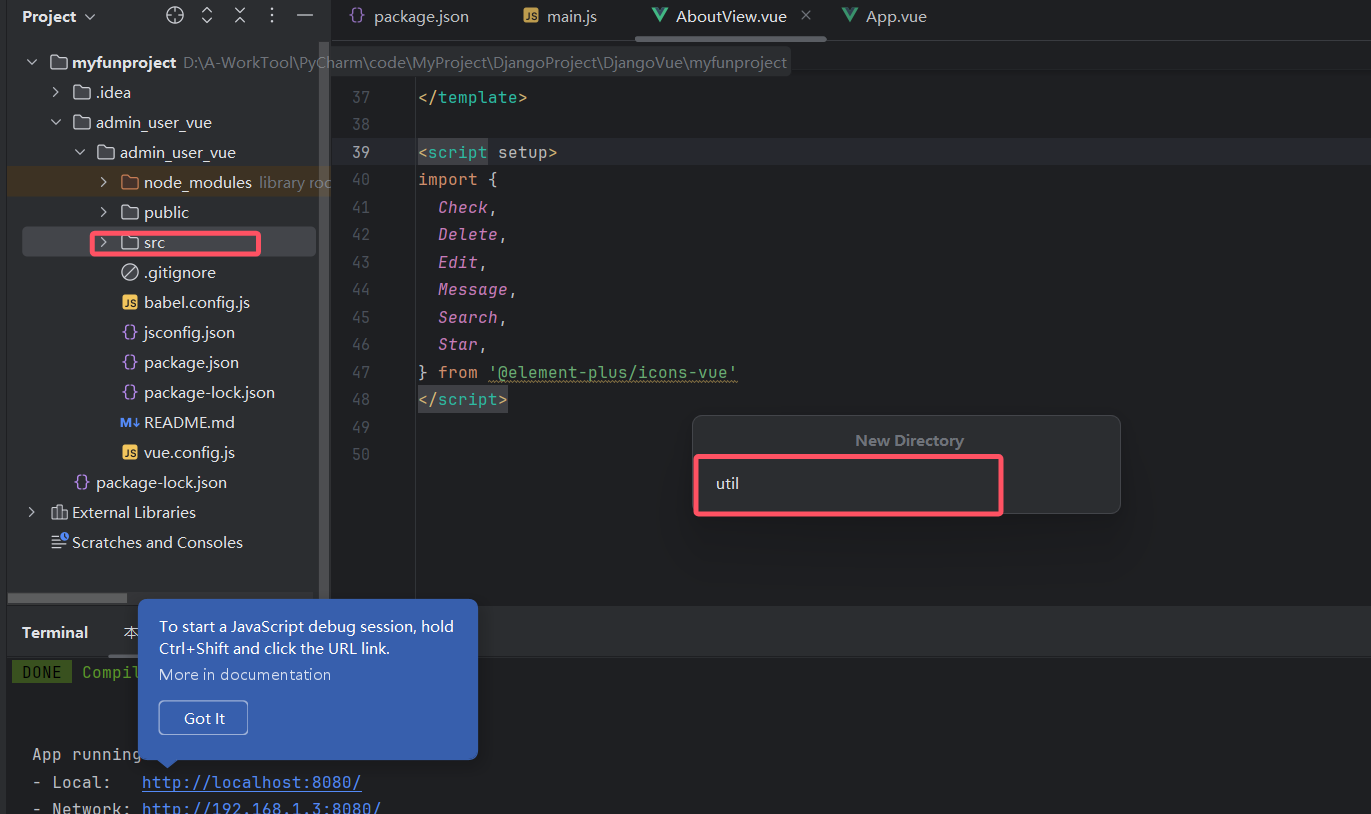 Project
package.json
JS main.js
AboutView.vue
App.vue
myfunproject D:\A-WorkTool\PyCharm\code\MyProject\DjangoProject\DjangoVue\myfunproject
.idea
admin_user_vue
admin_user_vue
node_modules library roo
public
src
.gitignore
JS babel.config.js
jsconfig.json
package.json
package-lock.json
M↓ README.md
JS vue.config.js
package-lock.json
External Libraries
Scratches and Consoles
37 </template>
38
39 <script setup>
40 import {
41 Check,
42 Delete,
43 Edit,
44 Message,
45 Search,
46 Star,
47 } from '@element-plus/icons-vue'
48 </script>
49
50
New Directory
util
Terminal 本
DONE Compil
To start a JavaScript debug session, hold
Ctrl+Shift and click the URL link.
More in documentation
Got It
App running
- Local: http://localhost:8080/
- Network: http://192.168.1.3:8080/